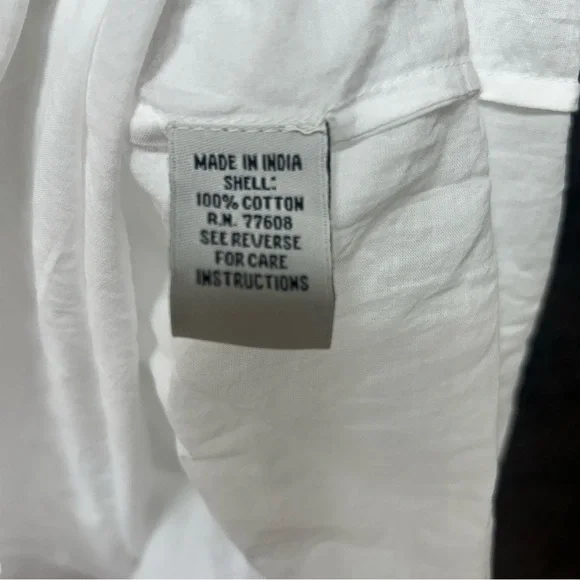 MADE IN INDIA
SHELL:
100% COTTON
R.N. 77608
SEE REVERSE
FOR CARE
INSTRUCTIONS